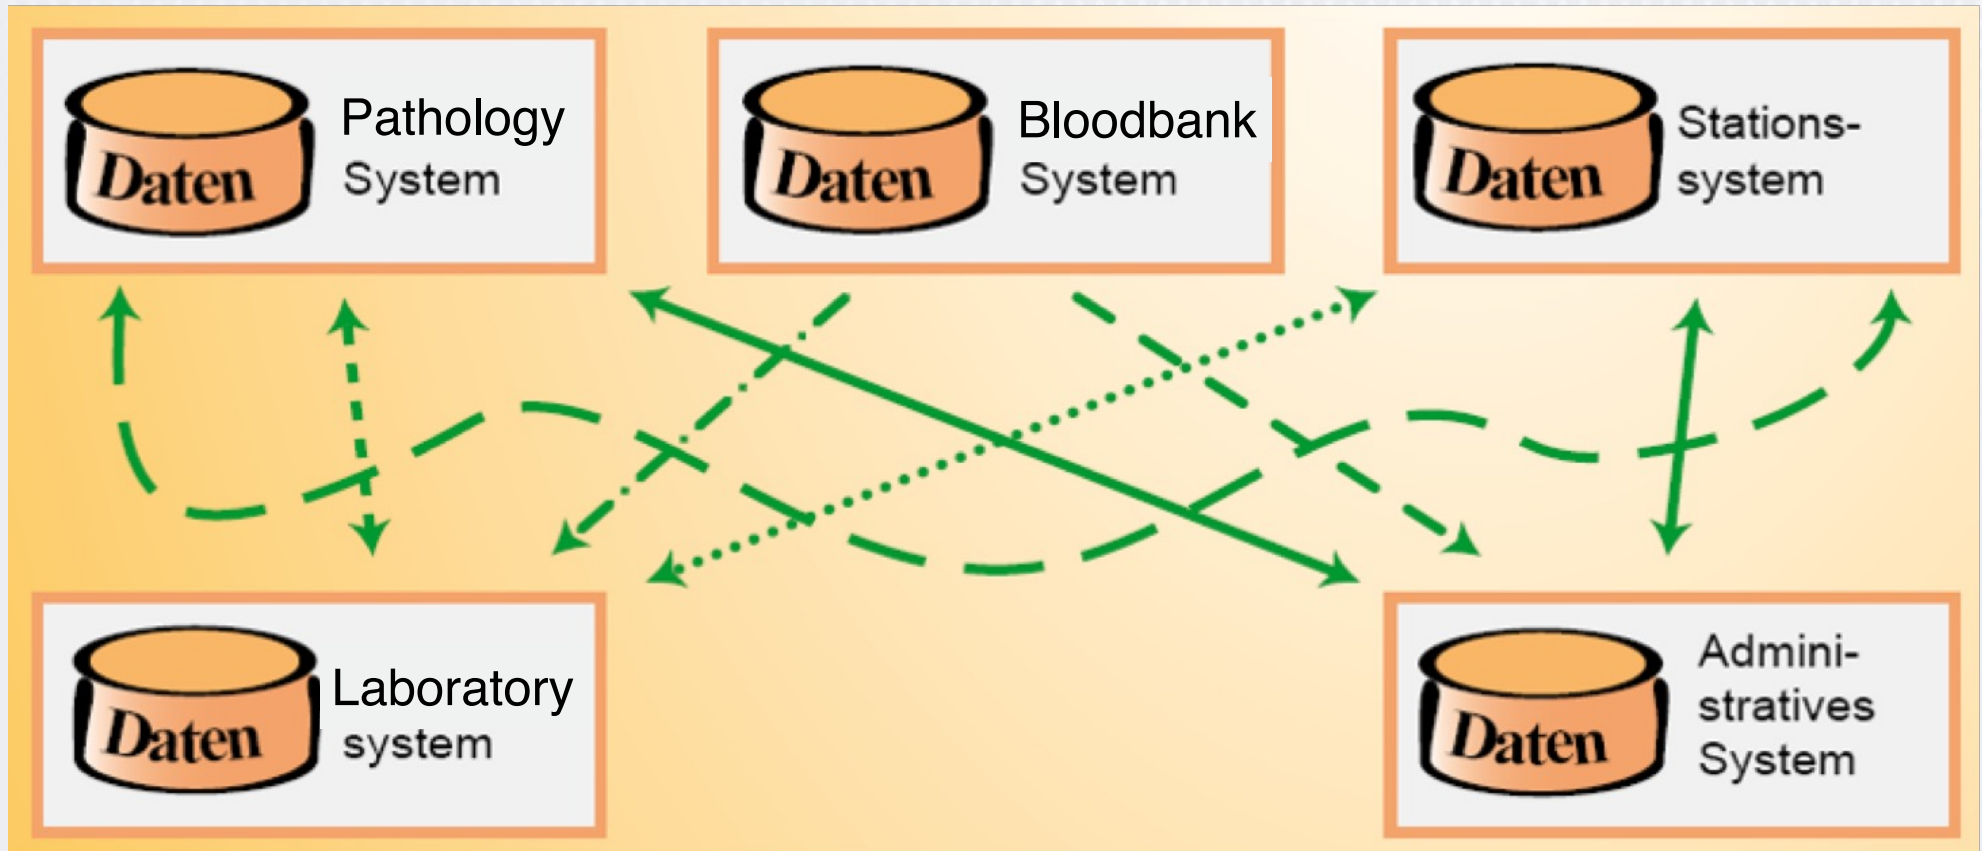 Daten
Pathology
System
Daten
Bloodbank
System
Daten
Stations-
system
Daten
Laboratory
system
Daten
Admini-
stratives
System